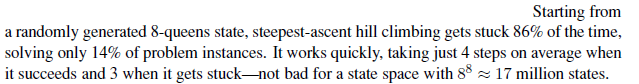 Starting from
a randomly generated 8-queens state, steepest-ascent hill climbing gets stuck 86% of the time,
solving only 14% of problem instances. It works quickly, taking just 4 steps on average when
it succeeds and 3 when it gets stuck—not bad for a state space with 8⁸ ≈ 17 million states.